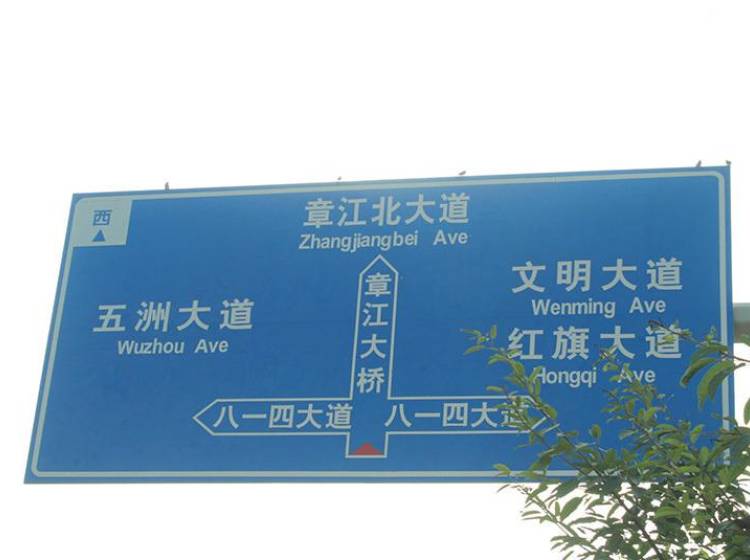 西
章江北大道
Zhangjiangbei Ave
五洲大道
Wuzhou Ave
文明大道
Wenming Ave
红旗大道
Hongqi Ave
章江大桥
八一四大道
八一四大道